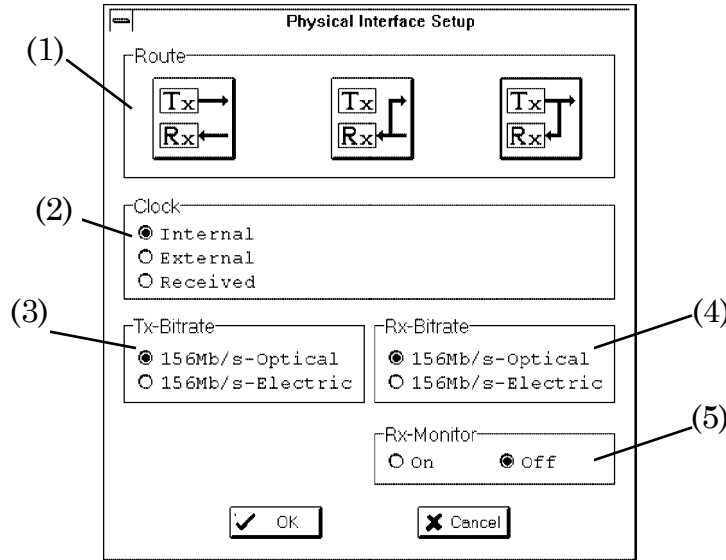 Physical Interface Setup
(1)
Route
Tx
Rx
Tx
Rx
Tx
Rx
(2)
Clock
Internal
External
Received
(3)
Tx-Bitrate
156Mb/s-Optical
156Mb/s-Electric
Rx-Bitrate
(4)
156Mb/s-Optical
156Mb/s-Electric
Rx-Monitor
(5)
On Off
OK Cancel